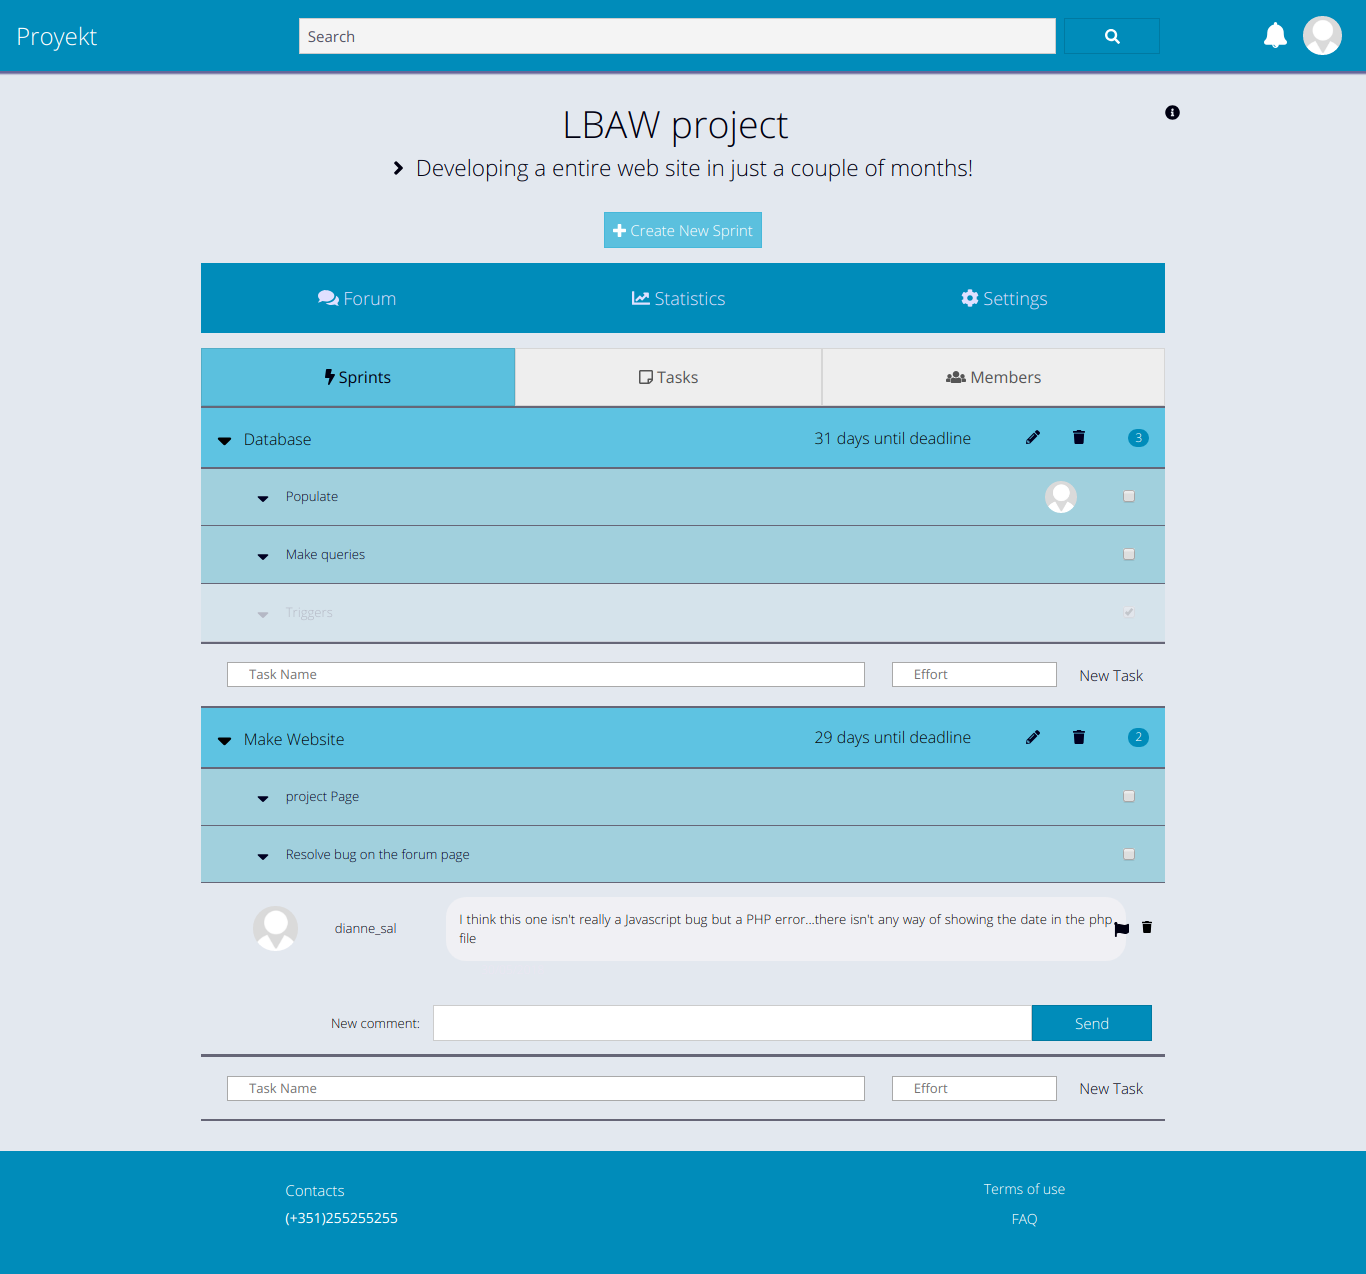 Proyekt
Search
LBAW project
Developing a entire web site in just a couple of months!
Create New Sprint
Forum
Statistics
Settings
Sprints
Tasks
Members
Database
31 days until deadline
3
Populate
Make queries
Triggers
Task Name
Effort
New Task
Make Website
29 days until deadline
2
project Page
Resolve bug on the forum page
dianne_sal
I think this one isn't really a Javascript bug but a PHP error...there isn't any way of showing the date in the php
file
New comment:
Send
Task Name
Effort
New Task
Contacts
Terms of use
(+351)255255255
FAQ